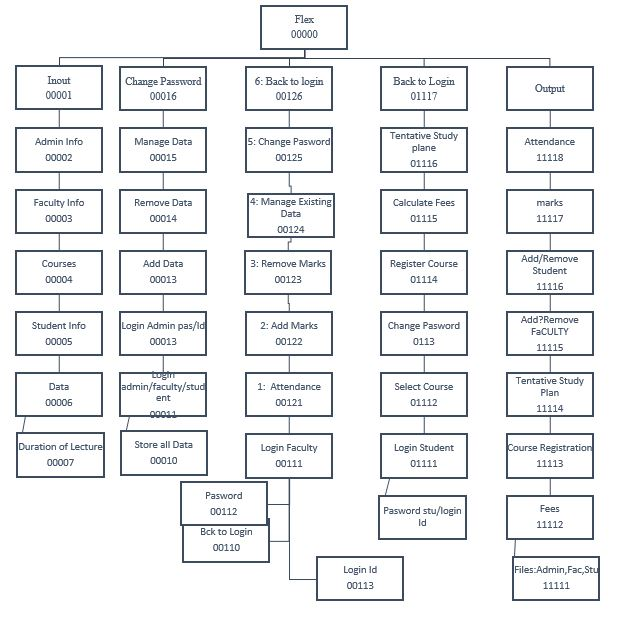 Flex
00000
Inout
00001
Admin Info
00002
Faculty Info
00003
Courses
00004
Student Info
00005
Data
00006
Duration of Lecture
00007
Change Password
00016
Manage Data
00015
Remove Data
00014
Add Data
00013
Login Admin pas/Id
00013
Login
admin/faculty/stud
ent
00011
Store all Data
00010
6: Back to login
00126
5: Change Pasword
00125
4: Manage Existing
Data
00124
3: Remove Marks
00123
2: Add Marks
00122
1: Attendance
00121
Login Faculty
00111
Pasword
00112
Bck to Login
00110
Login Id
00113
Back to Login
01117
Tentative Study
plane
01116
Calculate Fees
01115
Register Course
01114
Change Pasword
0113
Select Course
01112
Login Student
01111
Pasword stu/login
Id
Output
Attendance
11118
marks
11117
Add/Remove
Student
11116
Add?Remove
FaCULTY
11115
Tentative Study
Plan
11114
Course Registration
11113
Fees
11112
Files:Admin,Fac,Stu
11111